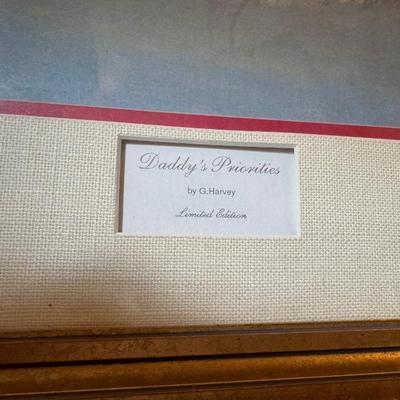 Daddy's Priorities
by G.Harvey
Limited Edition